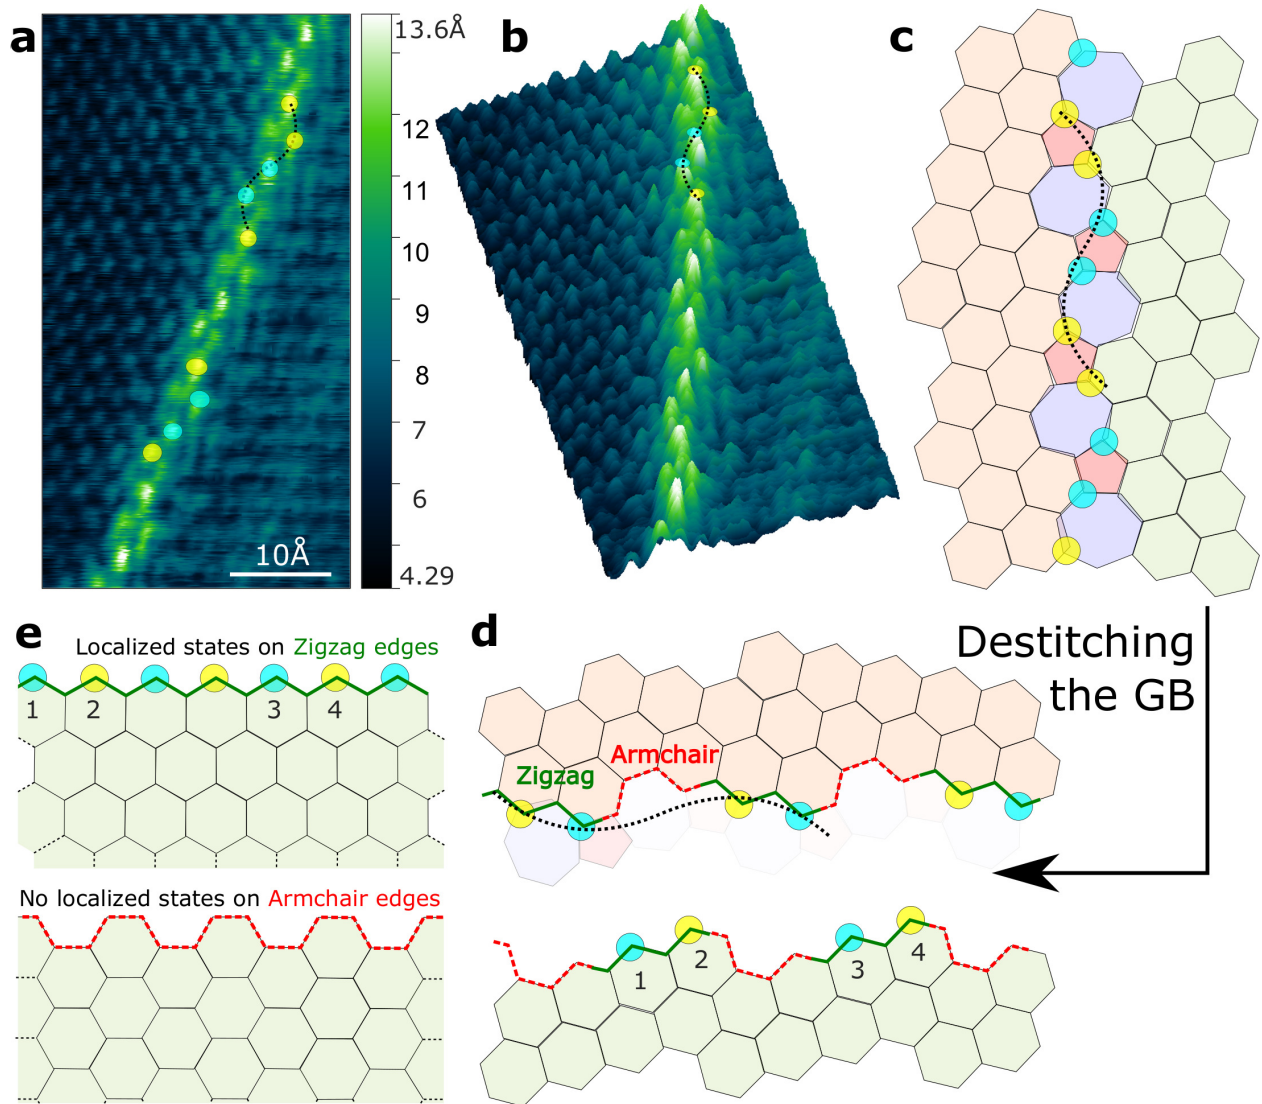 a
13.6Å
12
11
10
9
8
7
6
4.29
10Å
b
c
Destitching
the GB
e
Localized states on Zigzag edges
1
2
3
4
No localized states on Armchair edges
d
Armchair
Zigzag
1
2
3
4